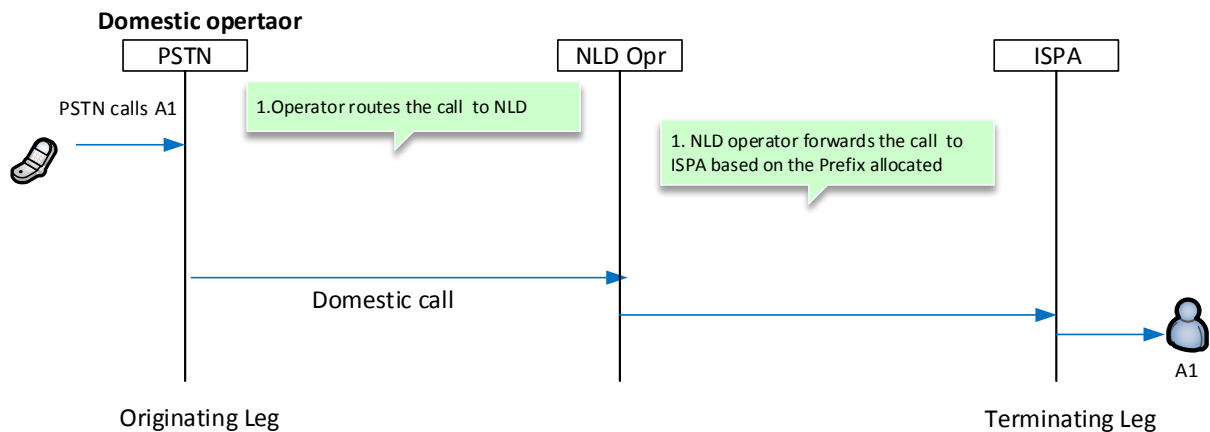 Domestic opertaor
PSTN
NLD Opr
ISPA
PSTN calls A1
1.Operator routes the call to NLD
1. NLD operator forwards the call to
ISPA based on the Prefix allocated
Domestic call
A1
Originating Leg
Terminating Leg